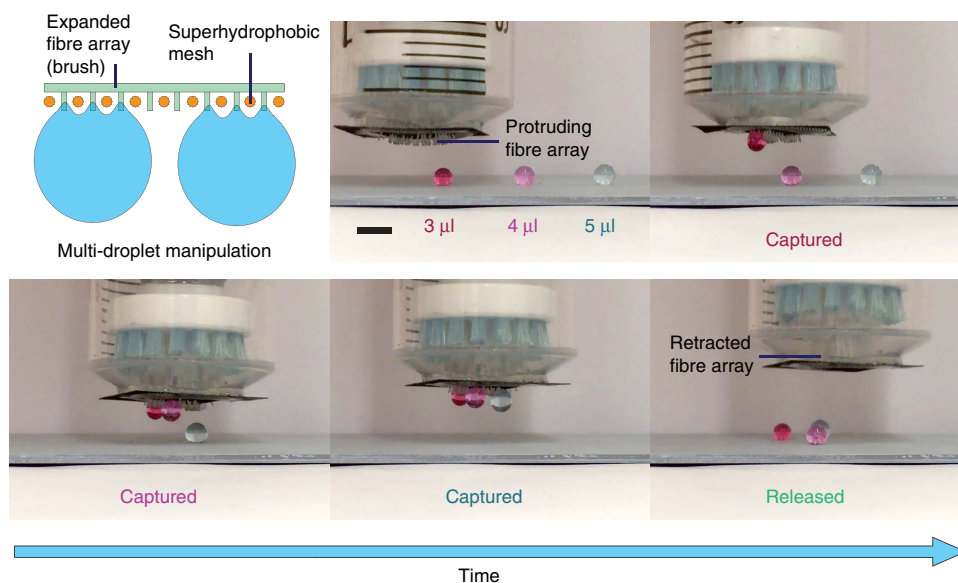 Expanded
fibre array
(brush)
Superhydrophobic
mesh
Multi-droplet manipulation
Protruding
fibre array
3 µl 4 µl 5 µl
Captured
Captured
Captured
Retracted
fibre array
Released
Time